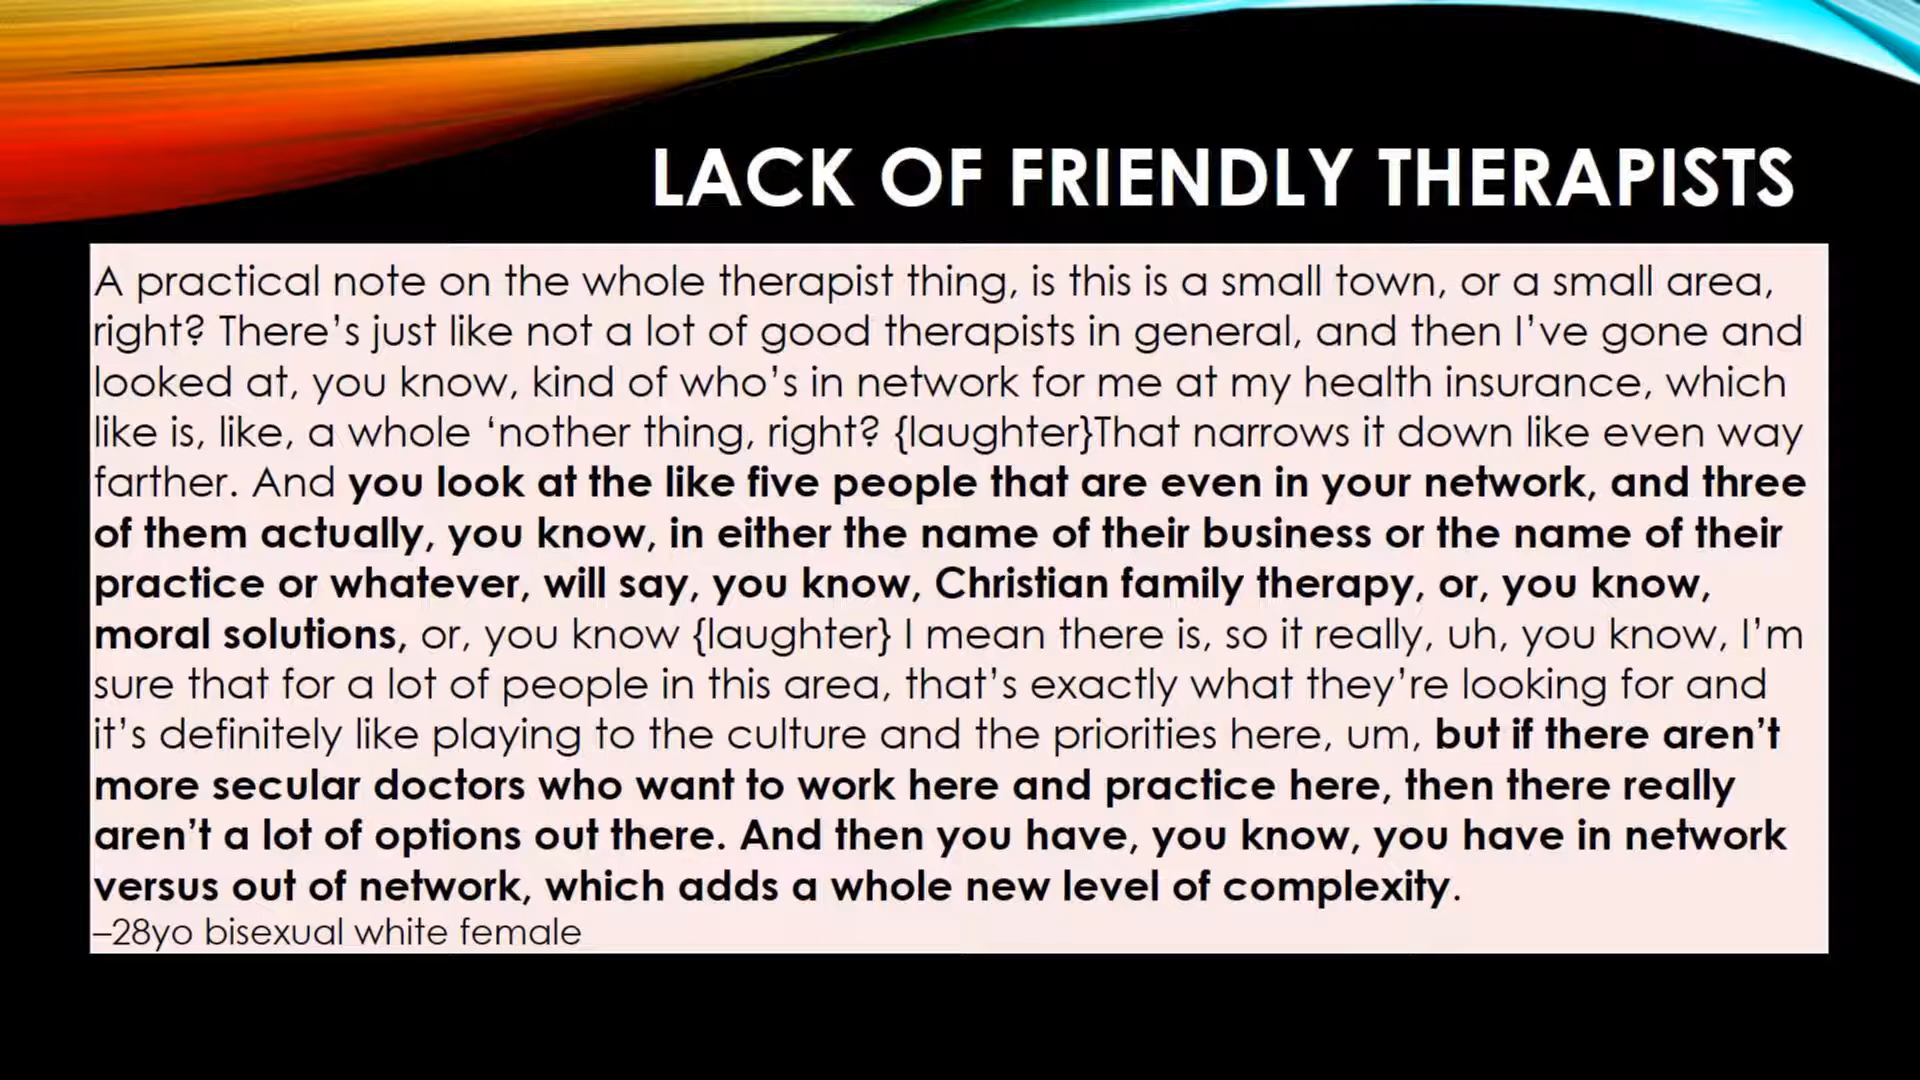 LACK OF FRIENDLY THERAPISTS
A practical note on the whole therapist thing, is this is a small town, or a small area,
right? There’s just like not a lot of good therapists in general, and then I’ve gone and
looked at, you know, kind of who’s in network for me at my health insurance, which
like is, like, a whole ‘nother thing, right? {laughter}That narrows it down like even way
farther. And you look at the like five people that are even in your network, and three
of them actually, you know, in either the name of their business or the name of their
practice or whatever, will say, you know, Christian family therapy, or, you know,
moral solutions, or, you know {laughter} I mean there is, so it really, uh, you know, I’m
sure that for a lot of people in this area, that’s exactly what they’re looking for and
it’s definitely like playing to the culture and the priorities here, um, but if there aren’t
more secular doctors who want to work here and practice here, then there really
aren’t a lot of options out there. And then you have, you know, you have in network
versus out of network, which adds a whole new level of complexity.
–28yo bisexual white female